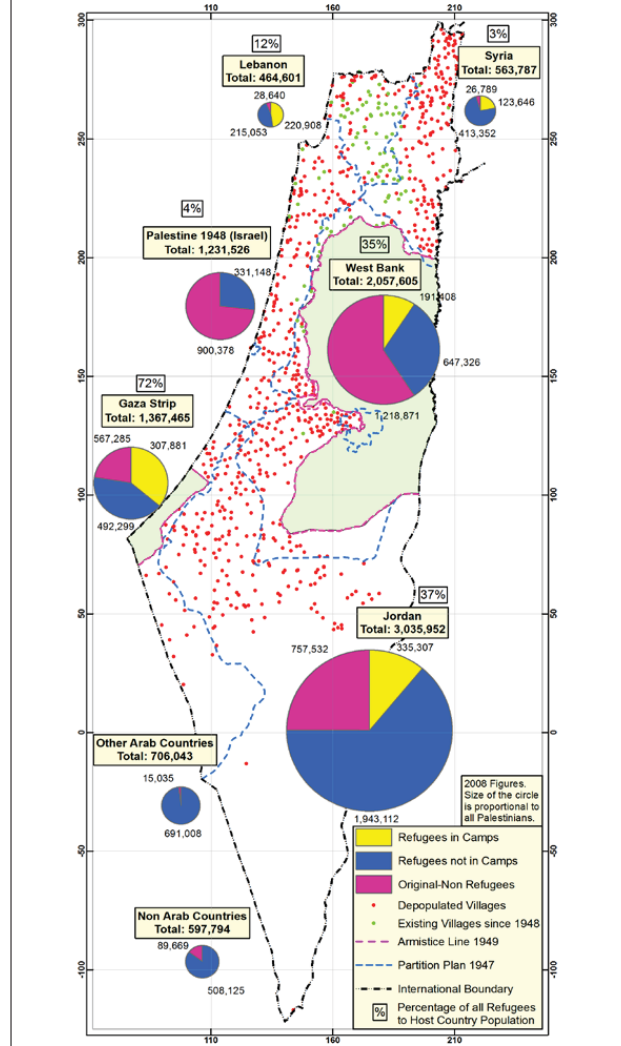 110
160
210
300
12%
3%
Lebanon
Total: 464,601
Syria
Total: 563,787
28,640
215,053
220,908
26,789
123,646
413,352
250
4%
Palestine 1948 (Israel)
Total: 1,231,526
331,148
900,378
200
35%
West Bank
Total: 2,057,605
191,408
647,326
218,871
150
72%
Gaza Strip
Total: 1,367,465
567,285
307,881
492,299
100
50
37%
Jordan
Total: 3,035,952
757,532
335,307
1,943,112
0
Other Arab Countries
Total: 706,043
15,035
691,008
-50
2008 Figures.
Size of the circle
is proportional to
all Palestinians.
Refugees in Camps
Refugees not in Camps
Original-Non Refugees
Depopulated Villages
Existing Villages since 1948
Armistice Line 1949
Partition Plan 1947
International Boundary
% Percentage of all Refugees
to Host Country Population
Non Arab Countries
Total: 597,794
89,669
508,125
-100
110
160
210